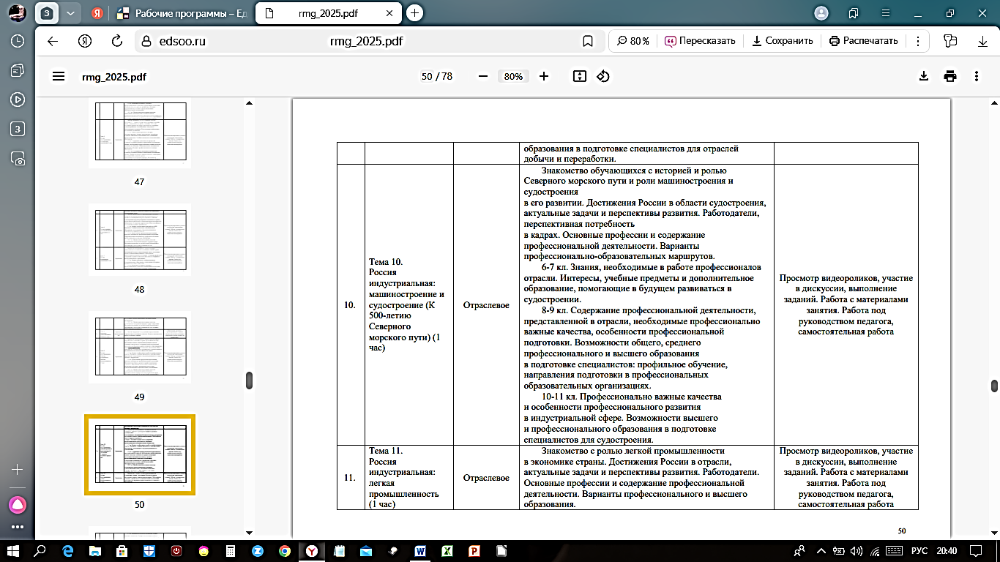 3
Рабочие программы – Ед
rmg_2025.pdf
edsoo.ru
rmg_2025.pdf
80%
Пересказать
Сохранить
Распечатать
rmg_2025.pdf
50 / 78
80%
3
47
48
49
50
образования в подготовке специалистов для отраслей
добычи и переработки.
10.
Тема 10.
Россия
индустриальная:
машиностроение и
судостроение (К
500-летию
Северного
морского пути) (1
час)
Отраслевое
Знакомство обучающихся с историей и ролью
Северного морского пути и роли машиностроения и
судостроения
в его развитии. Достижения России в области судостроения,
актуальные задачи и перспективы развития. Работодатели,
перспективная потребность
в кадрах. Основные профессии и содержание
профессиональной деятельности. Варианты
профессионально-образовательных маршрутов.
6-7 кл. Знания, необходимые в работе профессионалов
отрасли. Интересы, учебные предметы и дополнительное
образование, помогающие в будущем развиваться в
судостроении.
8-9 кл. Содержание профессиональной деятельности,
представленной в отрасли, необходимые профессионально
важные качества, особенности профессиональной
подготовки. Возможности общего, среднего
профессионального и высшего образования
в подготовке специалистов: профильное обучение,
направления подготовки в профессиональных
образовательных организациях.
10-11 кл. Профессионально важные качества
и особенности профессионального развития
в индустриальной сфере. Возможности высшего
и профессионального образования в подготовке
специалистов для судостроения.
Просмотр видеороликов, участие
в дискуссии, выполнение
заданий. Работа с материалами
занятия. Работа под
руководством педагога,
самостоятельная работа
11.
Тема 11.
Россия
индустриальная:
легкая
промышленность
(1 час)
Отраслевое
Знакомство с ролью легкой промышленности
в экономике страны. Достижения России в отрасли,
актуальные задачи и перспективы развития. Работодатели.
Основные профессии и содержание профессиональной
деятельности. Варианты профессионального и высшего
образования.
Просмотр видеороликов, участие
в дискуссии, выполнение
заданий. Работа с материалами
занятия. Работа под
руководством педагога,
самостоятельная работа
50
РУС
20:40